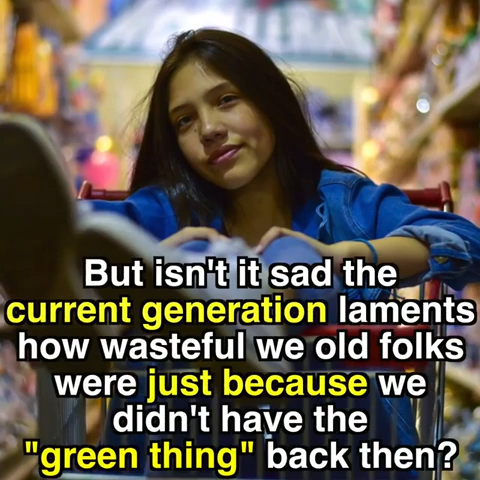 But isn't it sad the
current generation laments
how wasteful we old folks
were just because we
didn't have the
"green thing" back then?